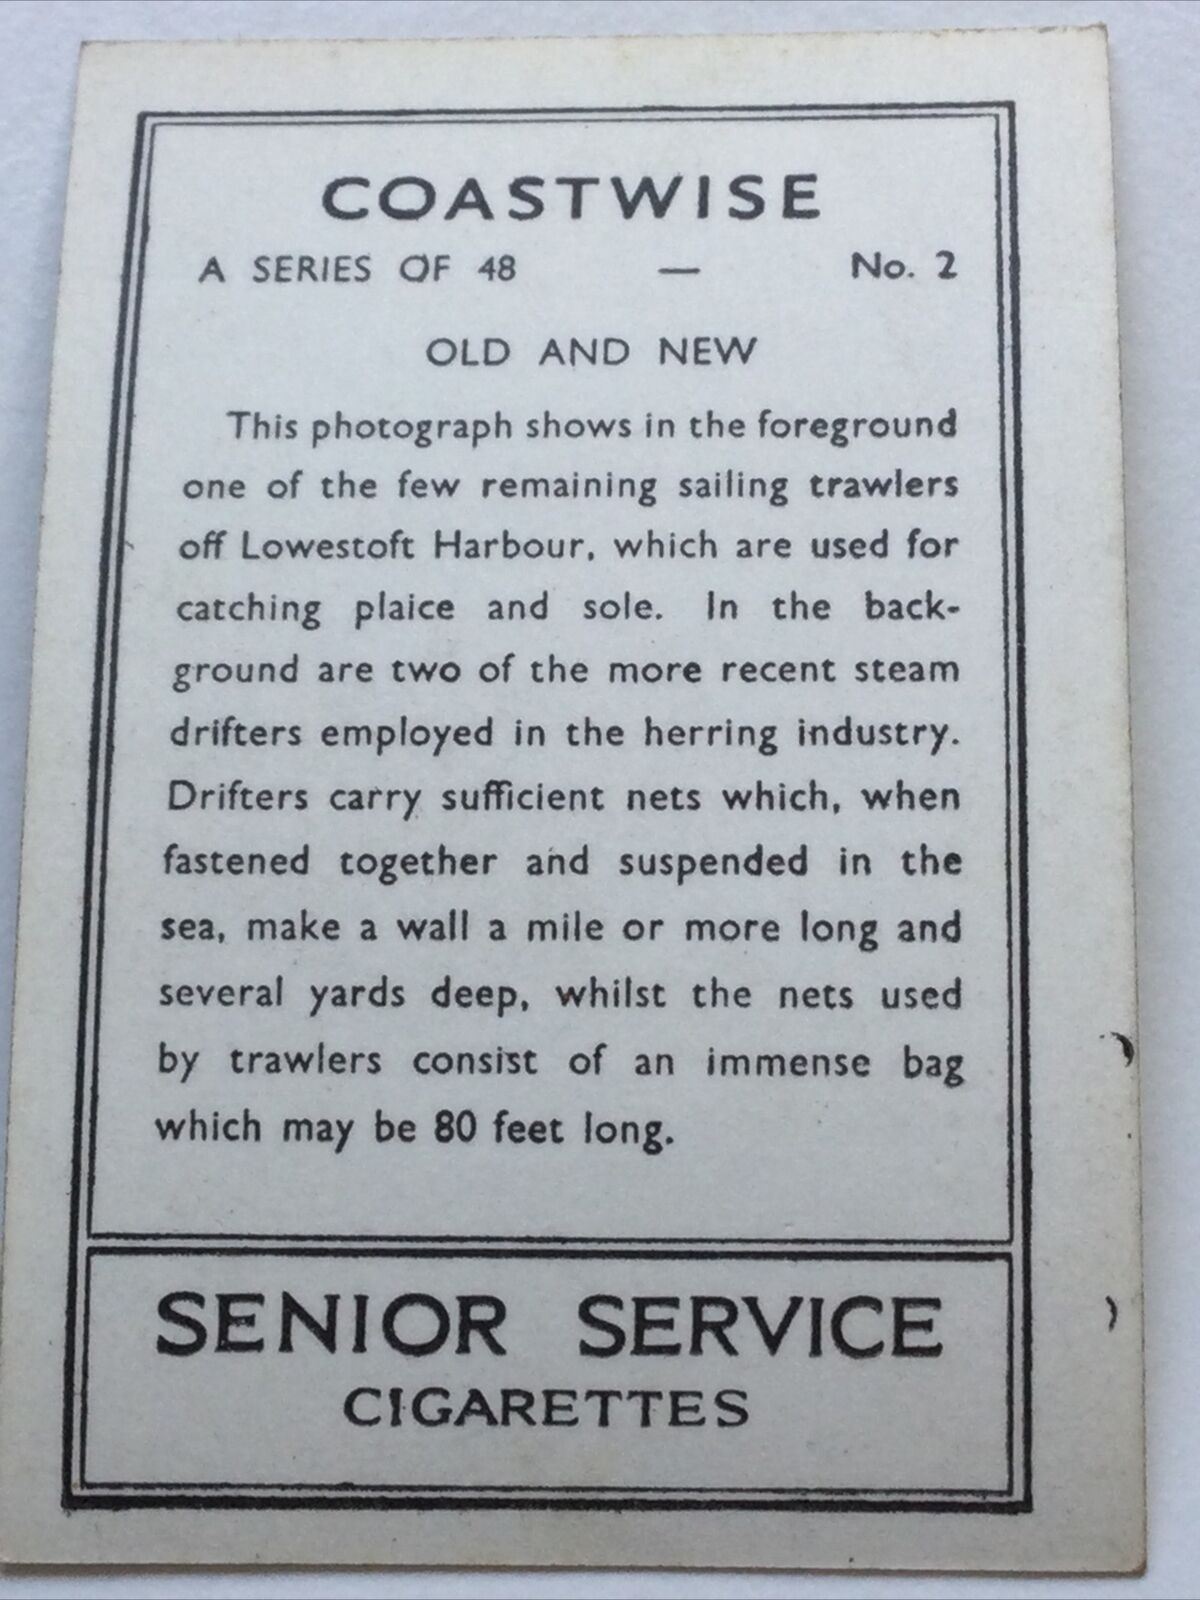 COASTWISE
A SERIES OF 48 — No. 2
OLD AND NEW
This photograph shows in the foreground
one of the few remaining sailing trawlers
off Lowestoft Harbour, which are used for
catching plaice and sole. In the back-
ground are two of the more recent steam
drifters employed in the herring industry.
Drifters carry sufficient nets which, when
fastened together and suspended in the
sea, make a wall a mile or more long and
several yards deep, whilst the nets used
by trawlers consist of an immense bag
which may be 80 feet long.
SENIOR SERVICE
CIGARETTES